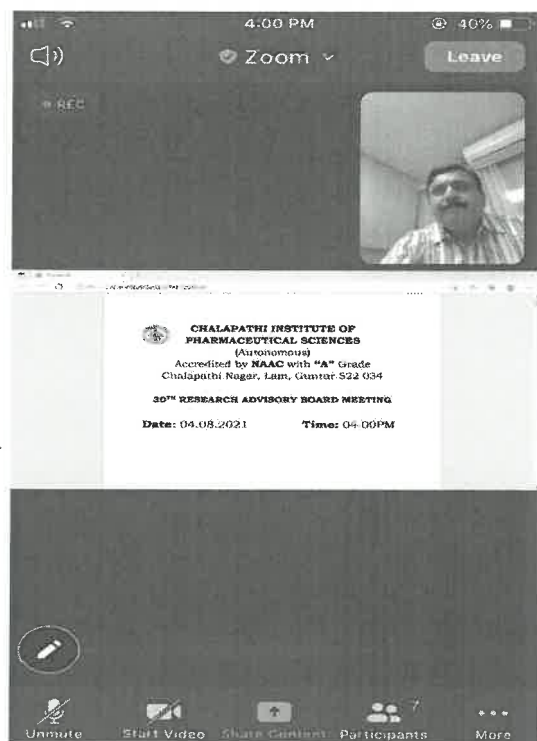 4:00 PM
40%
Zoom
Leave
REC
CHALAPATHI INSTITUTE OF
PHARMACEUTICAL SCIENCES
(Autonomous)
Accredited by NAAC with "A" Grade
Chalapathi Nagar, Lam, Guntur-522 034
30TH RESEARCH ADVISORY BOARD MEETING
Date: 04.08.2021 Time: 04-00PM
7
Unmute Start Video Share Content Participants More